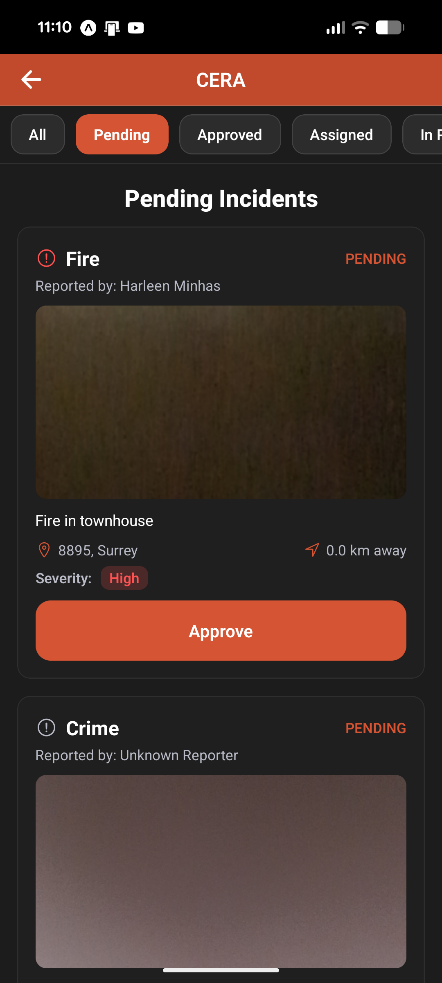 11:10
CERA
All Pending Approved Assigned In P
Pending Incidents
Fire PENDING
Reported by: Harleen Minhas
Fire in townhouse
8895, Surrey 0.0 km away
Severity: High
Approve
Crime PENDING
Reported by: Unknown Reporter